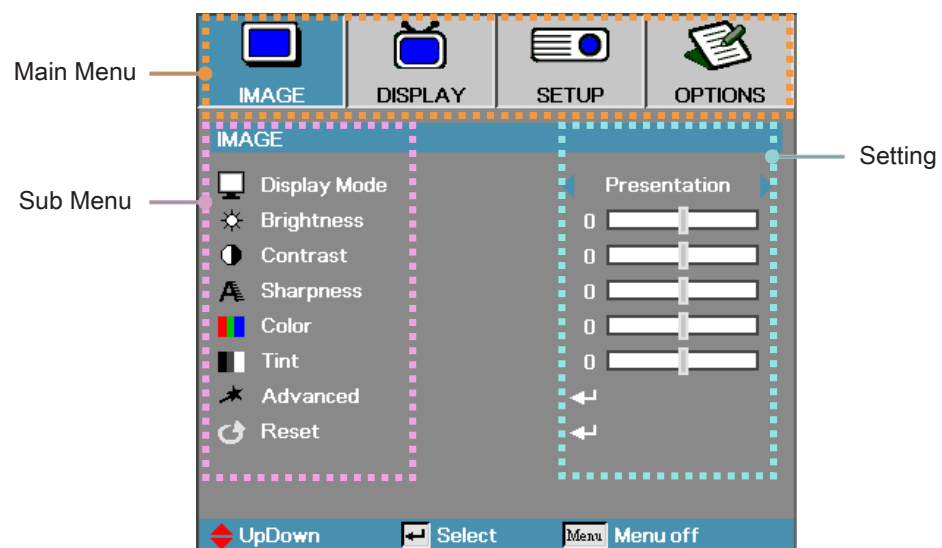 Main Menu
IMAGE DISPLAY SETUP OPTIONS
IMAGE
Setting
Sub Menu
Display Mode Presentation
Brightness 0
Contrast 0
Sharpness 0
Color 0
Tint 0
Advanced
Reset
UpDown Select Menu Menu off